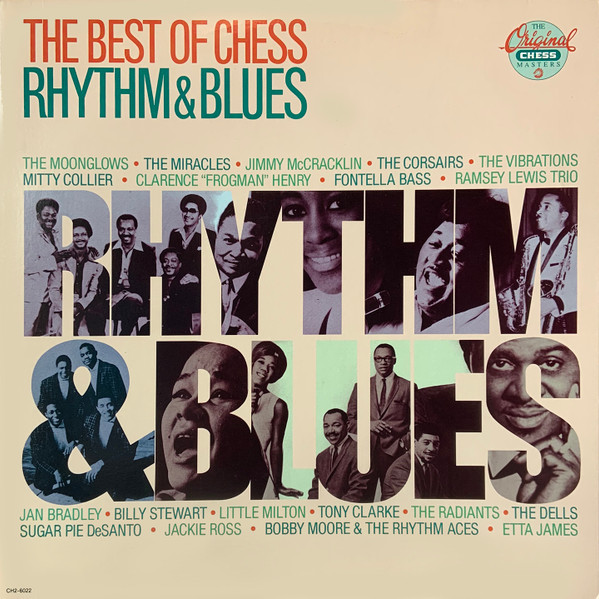 THE BEST OF CHESS
RHYTHM & BLUES
THE
Original
CHESS
MASTERS
THE MOONGLOWS • THE MIRACLES • JIMMY McCRACKLIN • THE CORSAIRS • THE VIBRATIONS
MITTY COLLIER • CLARENCE "FROGMAN" HENRY • FONTELLA BASS • RAMSEY LEWIS TRIO
RHYTHM
& BLUES
JAN BRADLEY • BILLY STEWART • LITTLE MILTON • TONY CLARKE • THE RADIANTS • THE DELLS
SUGAR PIE DeSANTO • JACKIE ROSS • BOBBY MOORE & THE RHYTHM ACES • ETTA JAMES
CH2-6022